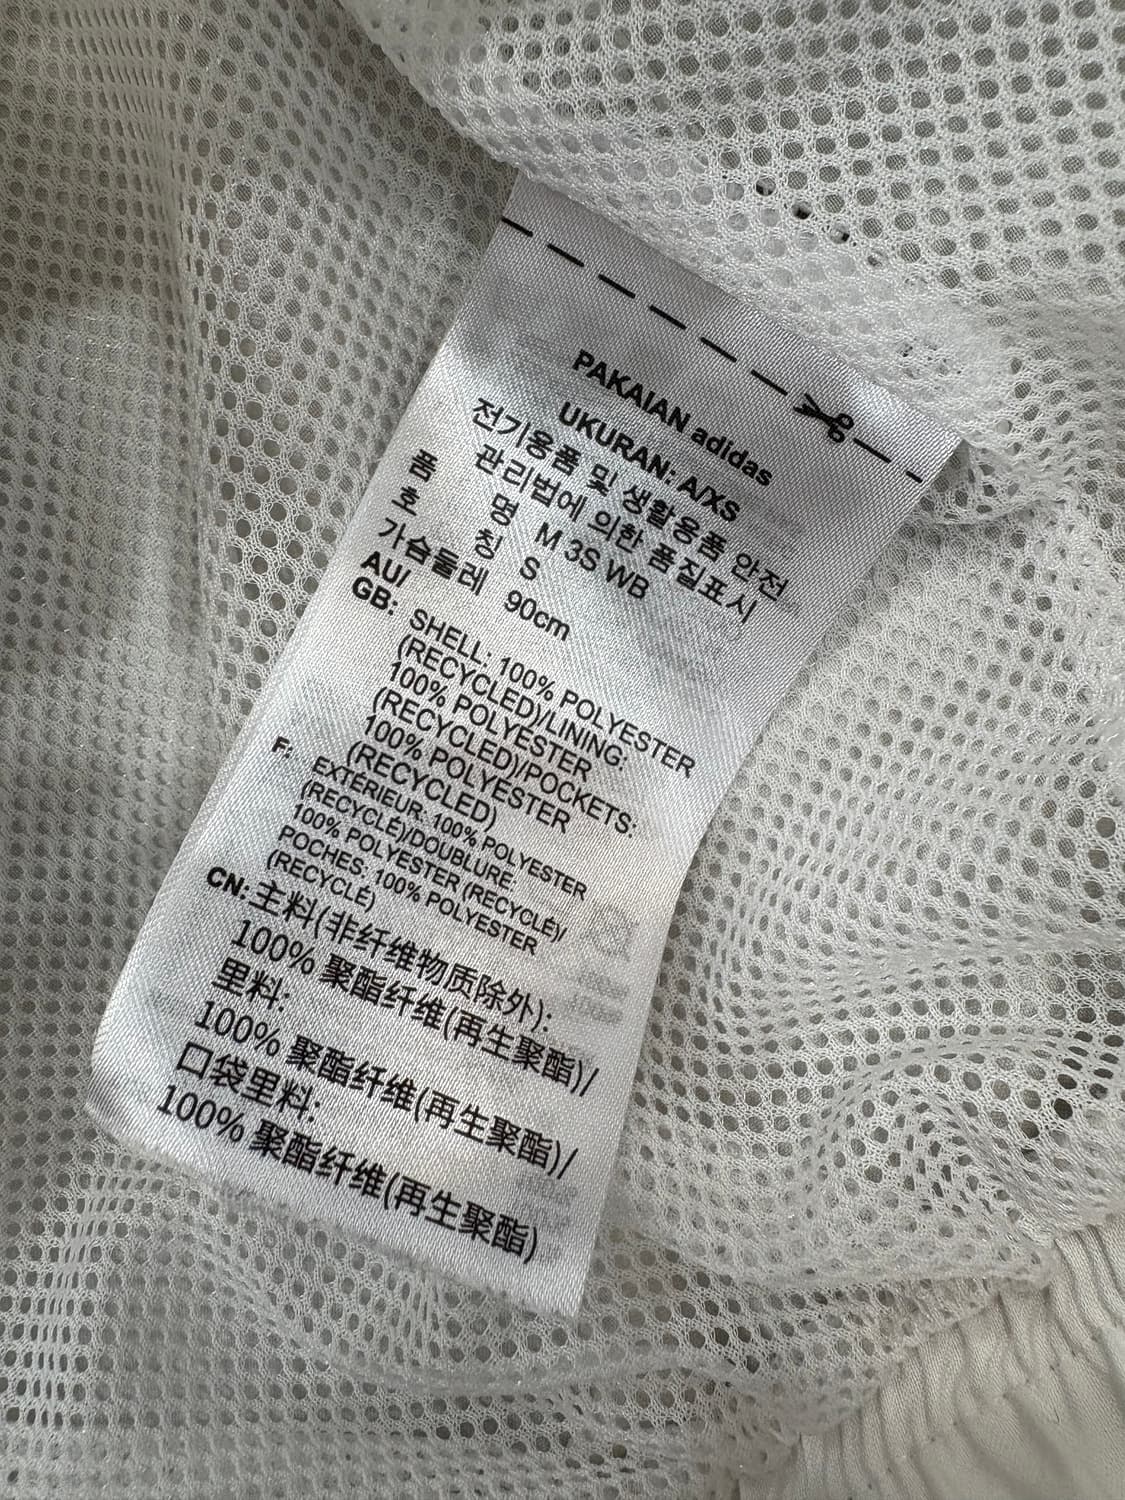 PAKAIAN adidas
UKURAN: A/XS
전기용품 및 생활용품 안전
관리법에 의한 품질표시
품 명 M 3S WB
호 칭 S
가슴둘레 90cm
AU/
GB: SHELL: 100% POLYESTER
(RECYCLED)/LINING:
100% POLYESTER
(RECYCLED)/POCKETS:
100% POLYESTER
(RECYCLED)
F: EXTÉRIEUR: 100% POLYESTER
(RECYCLÉ)/DOUBLURE:
100% POLYESTER (RECYCLÉ)/
POCHES: 100% POLYESTER
(RECYCLÉ)
CN: 主料(非纤维物质除外):
100% 聚酯纤维(再生聚酯)/
里料:
100% 聚酯纤维(再生聚酯)/
口袋里料:
100% 聚酯纤维(再生聚酯)